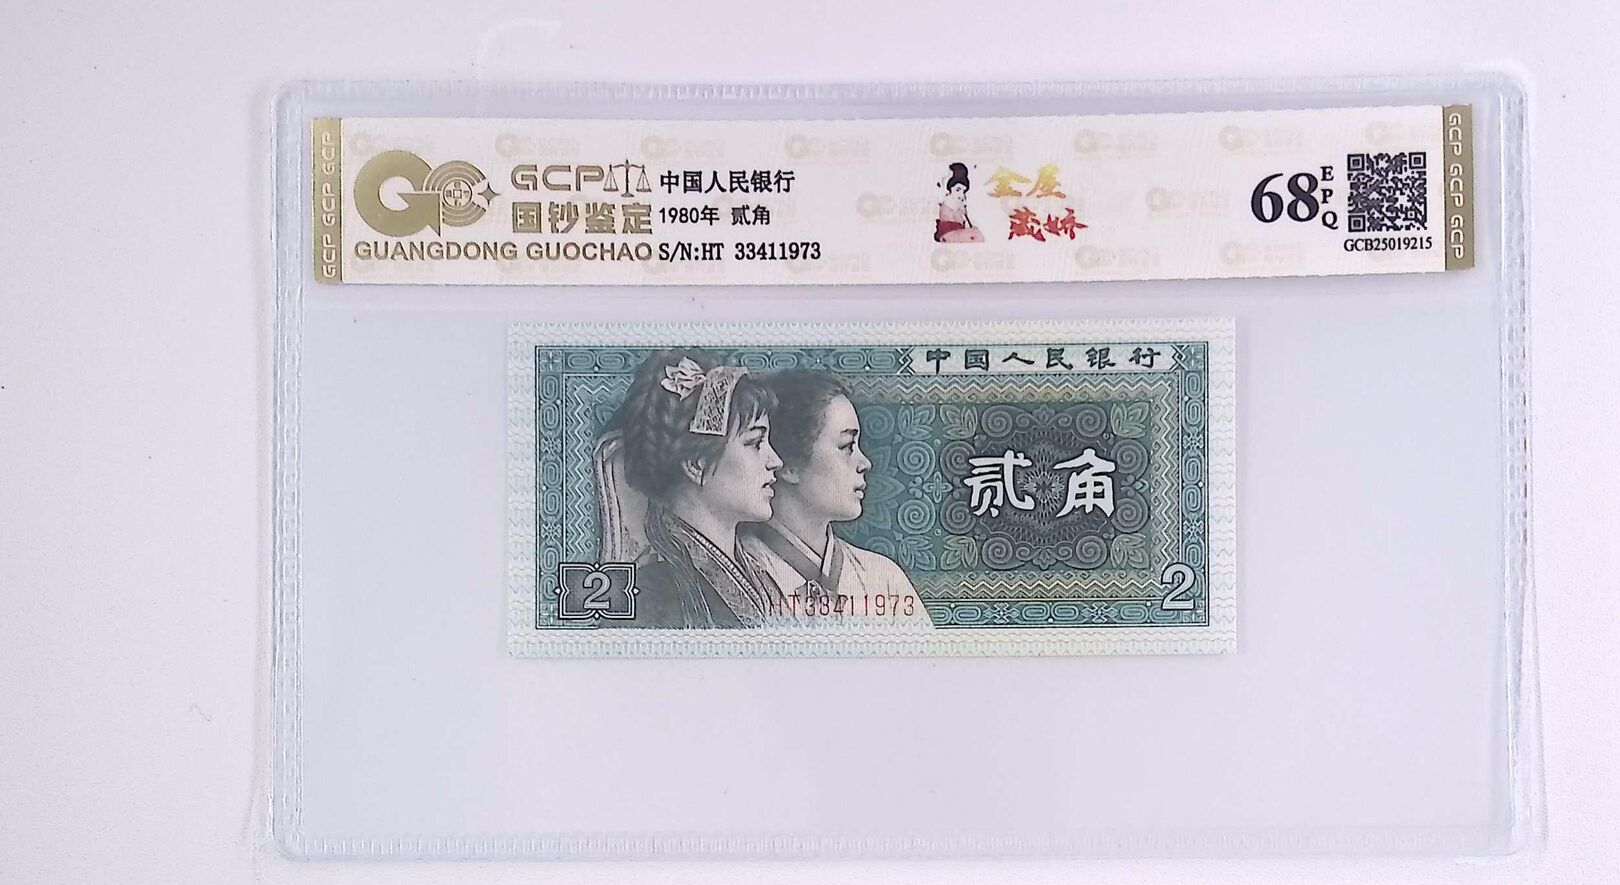 GCP 中国人民银行
国钞鉴定 1980年 贰角
GUANGDONG GUOCHAO S/N:HT 33411973
金屋
藏娇
68 EPQ
GCB25019215
GCP GCP GCP
GCP GCP GCP
中国人民银行
贰角
2
2
HT38411973